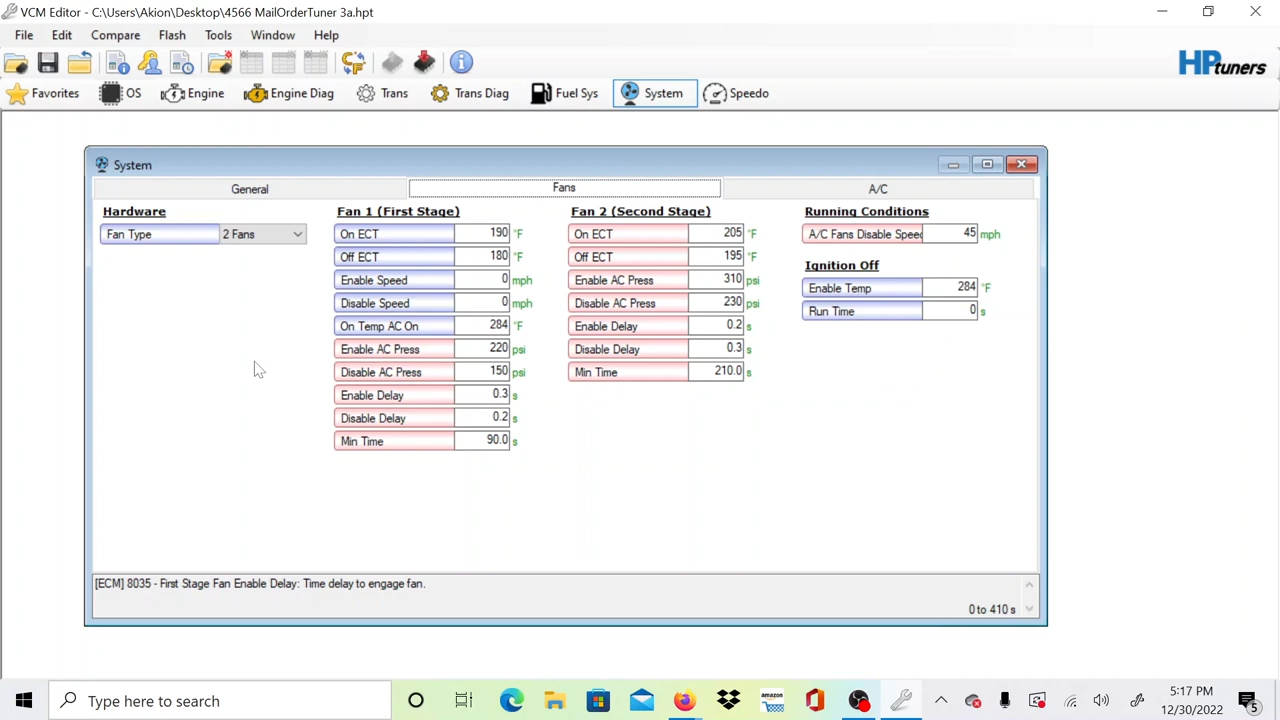 VCM Editor - C:\Users\Akion\Desktop\4566 MailOrderTuner 3a.hpt
File Edit Compare Flash Tools Window Help
HPtuners
Favorites OS Engine Engine Diag Trans Trans Diag Fuel Sys System Speedo
System
General Fans A/C
Hardware
Fan Type 2 Fans
Fan 1 (First Stage)
On ECT 190 °F
Off ECT 180 °F
Enable Speed 0 mph
Disable Speed 0 mph
On Temp AC On 284 °F
Enable AC Press 220 psi
Disable AC Press 150 psi
Enable Delay 0.3 s
Disable Delay 0.2 s
Min Time 90.0 s
Fan 2 (Second Stage)
On ECT 205 °F
Off ECT 195 °F
Enable AC Press 310 psi
Disable AC Press 230 psi
Enable Delay 0.2 s
Disable Delay 0.3 s
Min Time 210.0 s
Running Conditions
A/C Fans Disable Speed 45 mph
Ignition Off
Enable Temp 284 °F
Run Time 0 s
[ECM] 8035 - First Stage Fan Enable Delay: Time delay to engage fan.
0 to 410 s
Type here to search
amazon
5:17 PM
12/30/2022
5